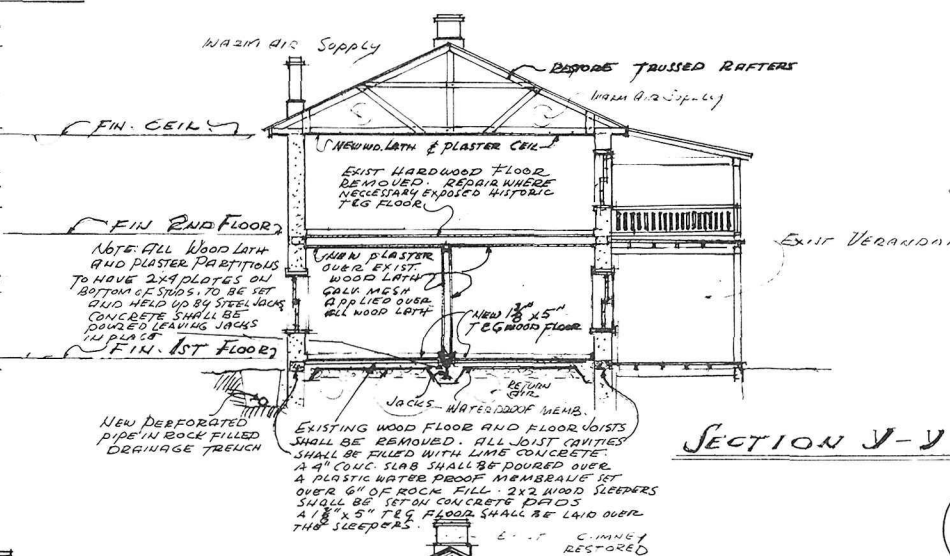 WARM AIR SUPPLY
RESTORE TRUSSED RAFTERS
WARM AIR SUPPLY
FIN. CEIL.
NEW WD. LATH & PLASTER CEIL.
EXIST HARDWOOD FLOOR
REMOVED. REPAIR WHERE
NECCESSARY EXPOSED HISTORIC
T&G FLOOR
FIN 2ND FLOOR
EXIST VERANDA
NOTE: ALL WOOD LATH
AND PLASTER PARTITIONS
TO HAVE 2X4 PLATES ON
BOTTOM OF STUDS. TO BE SET
AND HELD UP BY STEEL JACKS
CONCRETE SHALL BE
POURED LEAVING JACKS
IN PLACE
NEW PLASTER
OVER EXIST.
WOOD LATH
GALV. MESH
APPLIED OVER
ALL WOOD LATH
NEW 1 3/8" X 5"
T&G WOOD FLOOR
FIN. 1ST FLOOR
RETURN
AIR
JACKS
WATERPROOF MEMB.
NEW PERFORATED
PIPE IN ROCK FILLED
DRAINAGE TRENCH
EXISTING WOOD FLOOR AND FLOOR JOISTS
SHALL BE REMOVED. ALL JOIST CAVITIES
SHALL BE FILLED WITH LIME CONCRETE.
A 4" CONC. SLAB SHALL BE POURED OVER
A PLASTIC WATER PROOF MEMBRANE SET
OVER 6" OF ROCK FILL. 2X2 WOOD SLEEPERS
SHALL BE SET ON CONCRETE PADS
A 1 3/8" X 5" T&G FLOOR SHALL BE LAID OVER
THE SLEEPERS.
SECTION Y-Y
RESTORED